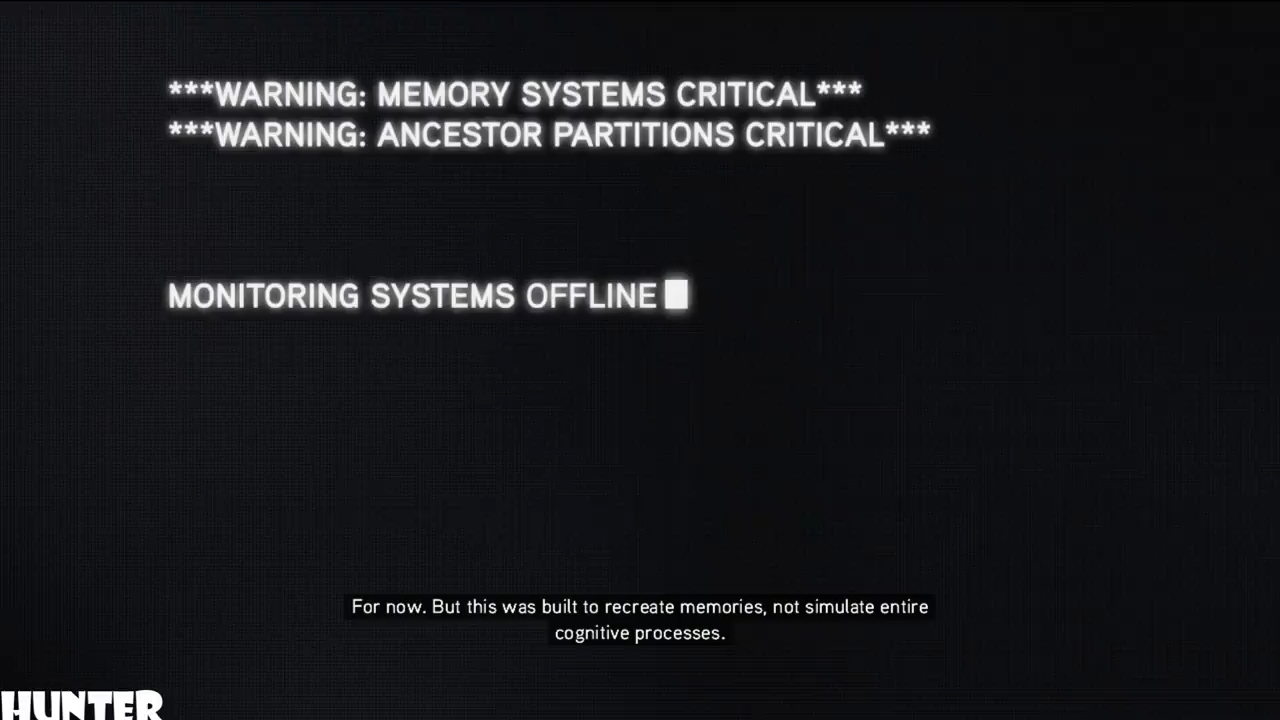 ***WARNING: MEMORY SYSTEMS CRITICAL***
***WARNING: ANCESTOR PARTITIONS CRITICAL***
MONITORING SYSTEMS OFFLINE
For now. But this was built to recreate memories, not simulate entire
cognitive processes.
HUNTER